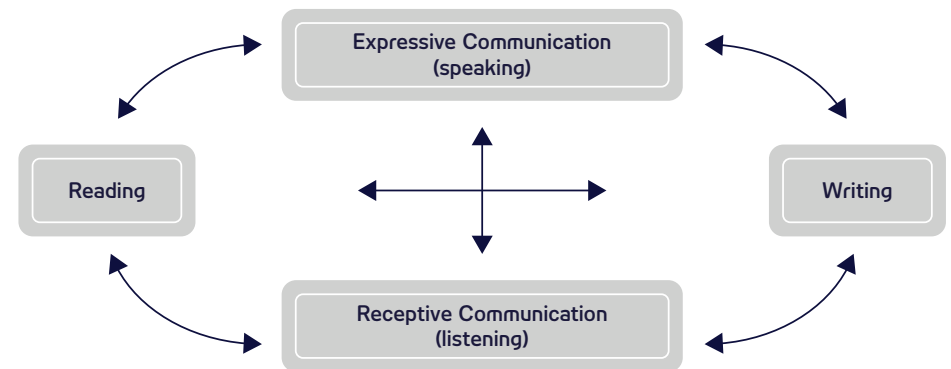 Expressive Communication
(speaking)
Reading
Writing
Receptive Communication
(listening)